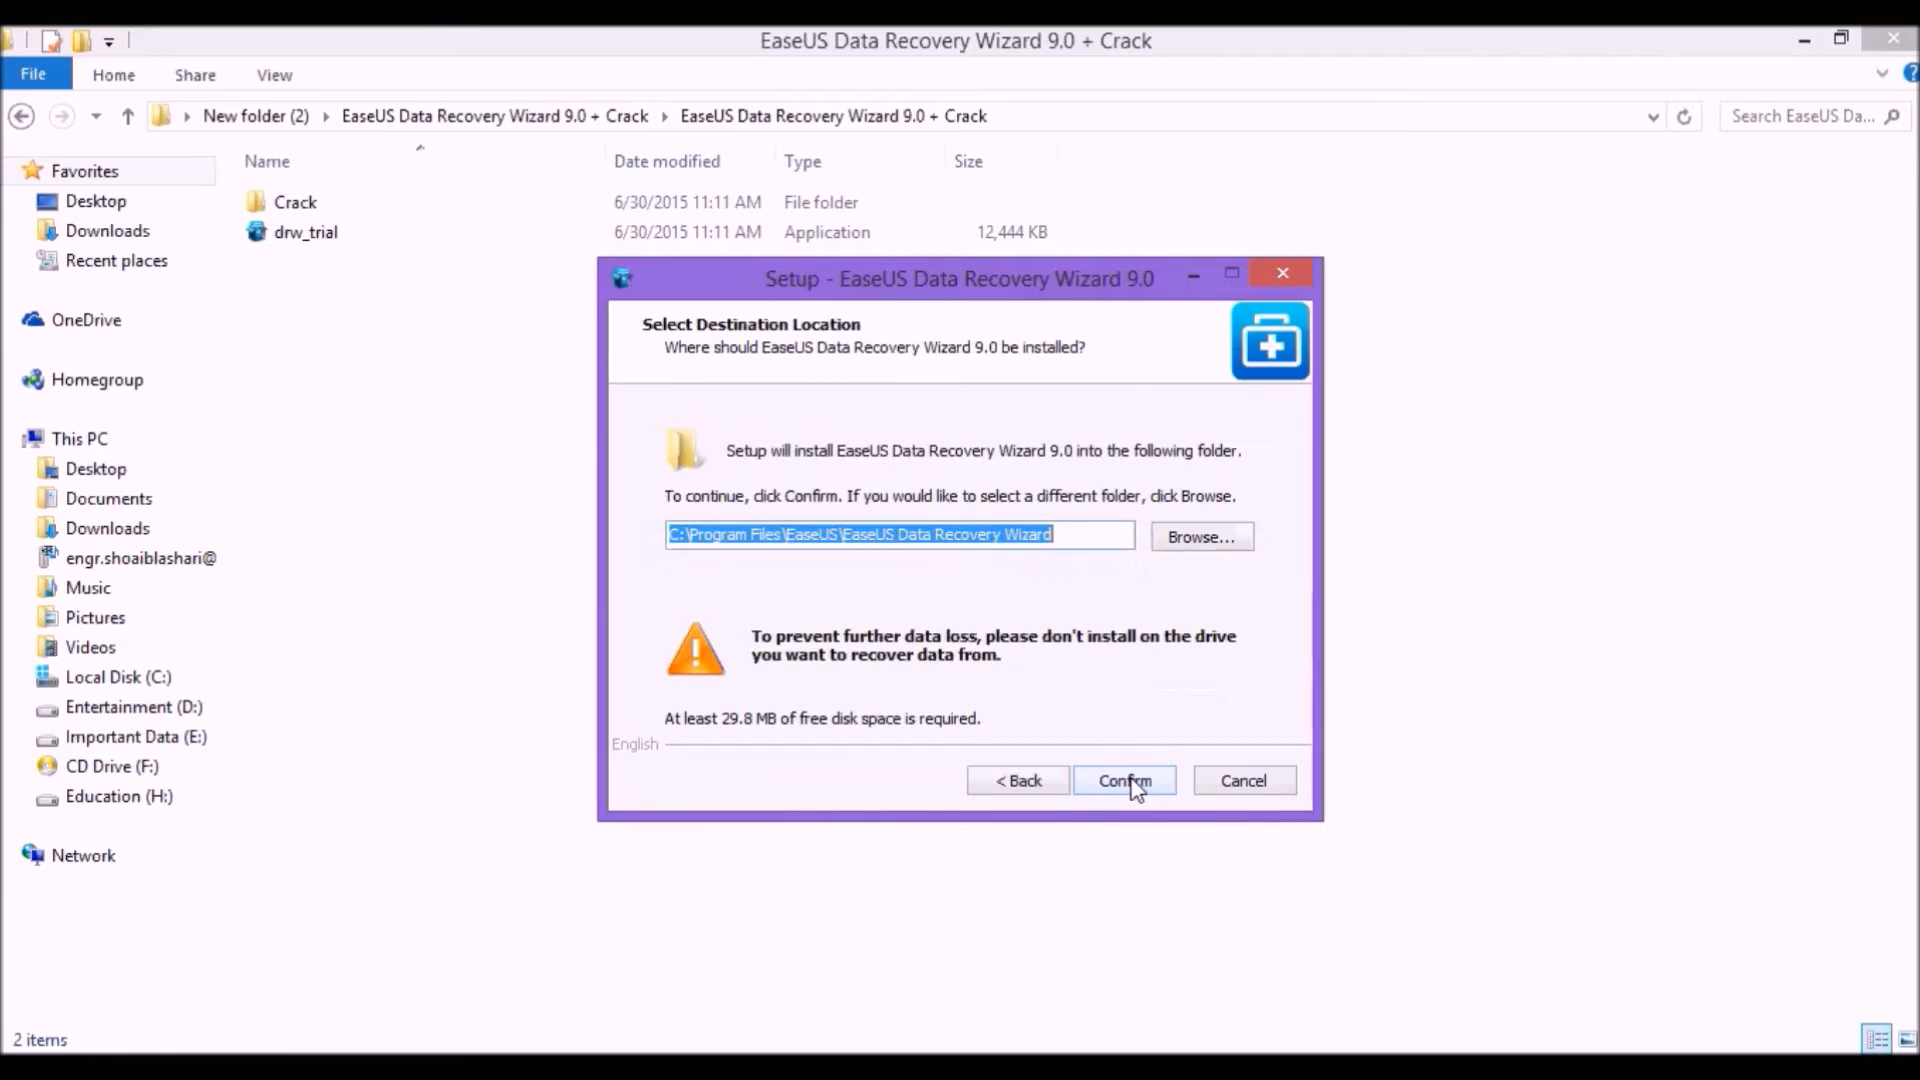 EaseUS Data Recovery Wizard 9.0 + Crack
File Home Share View
New folder (2) EaseUS Data Recovery Wizard 9.0 + Crack EaseUS Data Recovery Wizard 9.0 + Crack Search EaseUS Da...
Name Date modified Type Size
Crack 6/30/2015 11:11 AM File folder
drw_trial 6/30/2015 11:11 AM Application 12,444 KB
Favorites
Desktop
Downloads
Recent places
OneDrive
Homegroup
This PC
Desktop
Documents
Downloads
engr.shoaiblashari@
Music
Pictures
Videos
Local Disk (C:)
Entertainment (D:)
Important Data (E:)
CD Drive (F:)
Education (H:)
Network
2 items
Setup - EaseUS Data Recovery Wizard 9.0
Select Destination Location
Where should EaseUS Data Recovery Wizard 9.0 be installed?
Setup will install EaseUS Data Recovery Wizard 9.0 into the following folder.
To continue, click Confirm. If you would like to select a different folder, click Browse.
C:\Program Files\EaseUS\EaseUS Data Recovery Wizard Browse...
To prevent further data loss, please don't install on the drive
you want to recover data from.
At least 29.8 MB of free disk space is required.
English
< Back Confirm Cancel